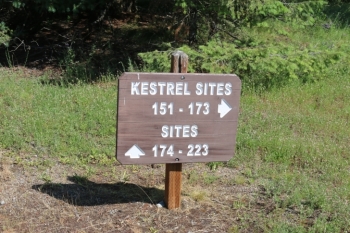 KESTREL SITES
151 - 173
SITES
174 - 223